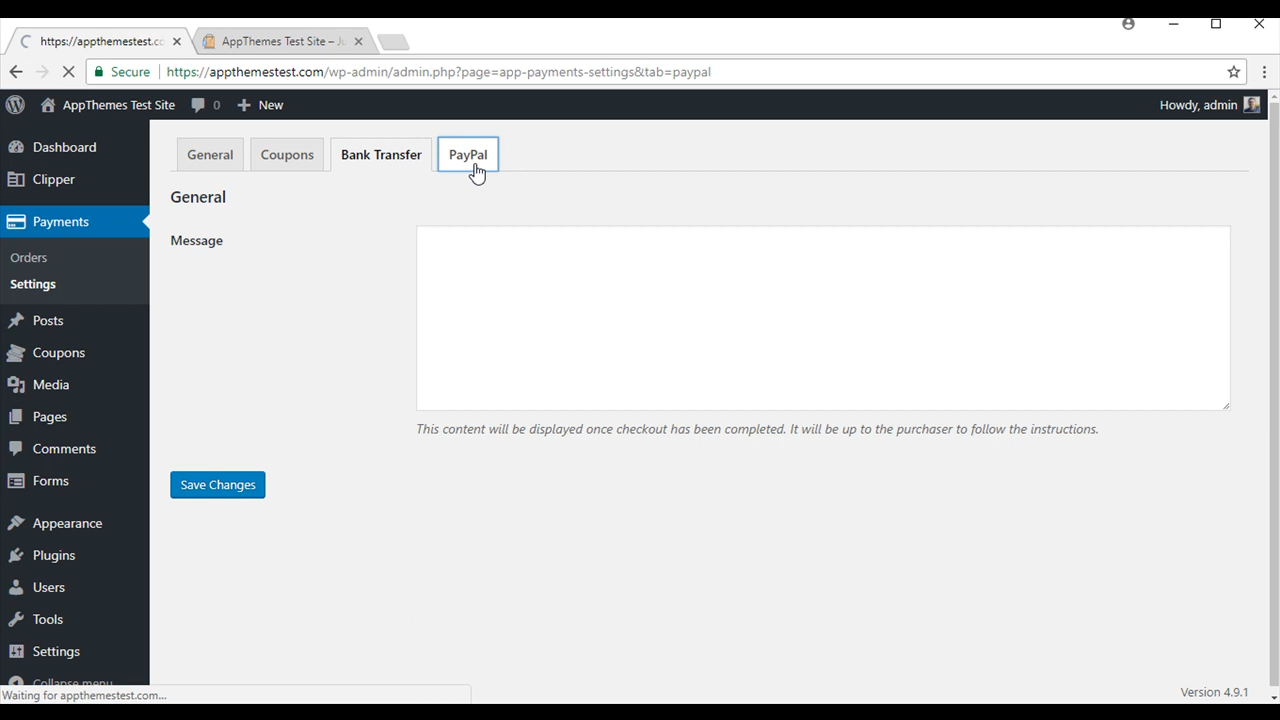 https://appthemestest.co
AppThemes Test Site – Ju
Secure
https://appthemestest.com/wp-admin/admin.php?page=app-payments-settings&tab=paypal
AppThemes Test Site
0
New
Howdy, admin
Dashboard
Clipper
Payments
Orders
Settings
Posts
Coupons
Media
Pages
Comments
Forms
Appearance
Plugins
Users
Tools
Settings
Collapse menu
General
Coupons
Bank Transfer
PayPal
General
Message
This content will be displayed once checkout has been completed. It will be up to the purchaser to follow the instructions.
Save Changes
Waiting for appthemestest.com...
Version 4.9.1